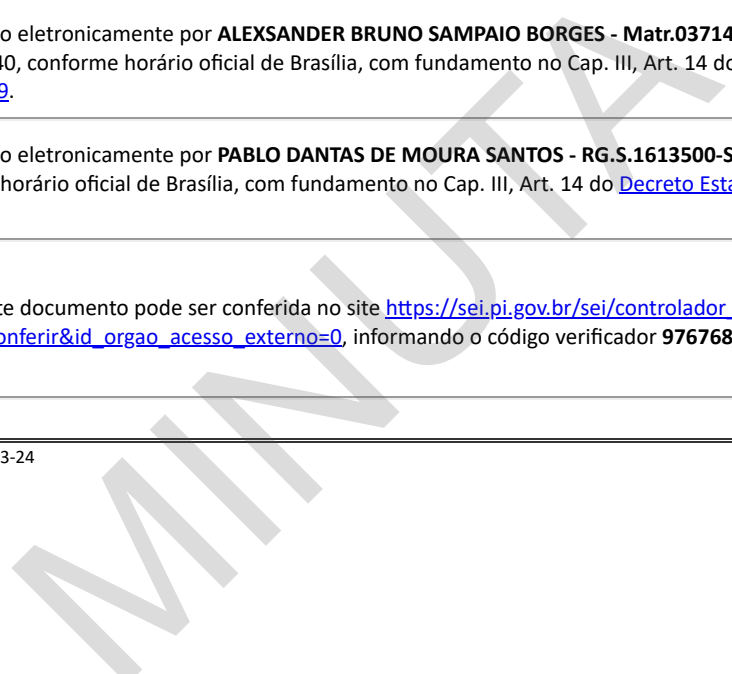 o eletronicamente por ALEXSANDER BRUNO SAMPAIO BORGES - Matr.03714
40, conforme horário oficial de Brasília, com fundamento no Cap. III, Art. 14 do
9.
o eletronicamente por PABLO DANTAS DE MOURA SANTOS - RG.S.1613500-S
horário oficial de Brasília, com fundamento no Cap. III, Art. 14 do Decreto Esta
te documento pode ser conferida no site https://sei.pi.gov.br/sei/controlador_
onferir&id_orgao_acesso_externo=0, informando o código verificador 976768
3-24
MINUTA